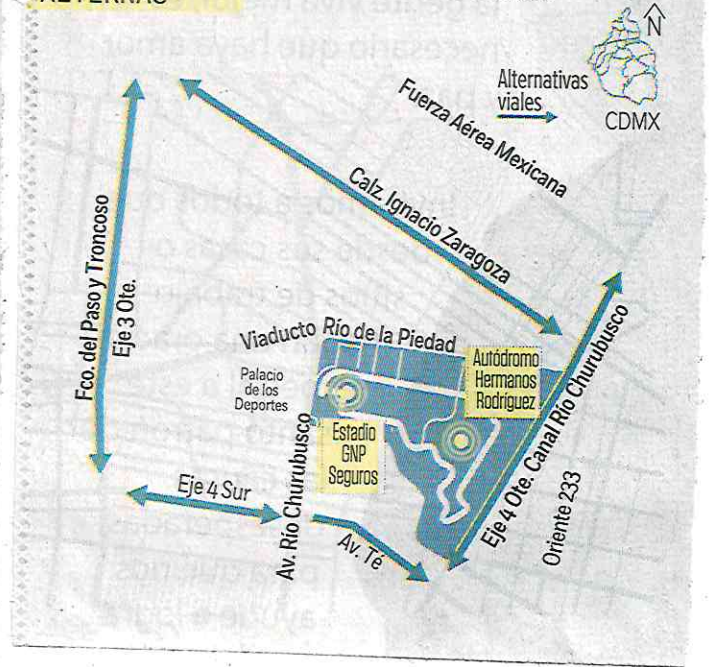 ALTERNAS
N
Alternativas
viales
CDMX
Fuerza Aérea Mexicana
Calz. Ignacio Zaragoza
Fco. del Paso y Troncoso
Eje 3 Ote.
Viaducto Río de la Piedad
Palacio
de los
Deportes
Autódromo
Hermanos
Rodríguez
Estadio
GNP
Seguros
Eje 4 Sur
Av. Río Churubusco
Av. Té
Eje 4 Ote. Canal Río Churubusco
Oriente 233